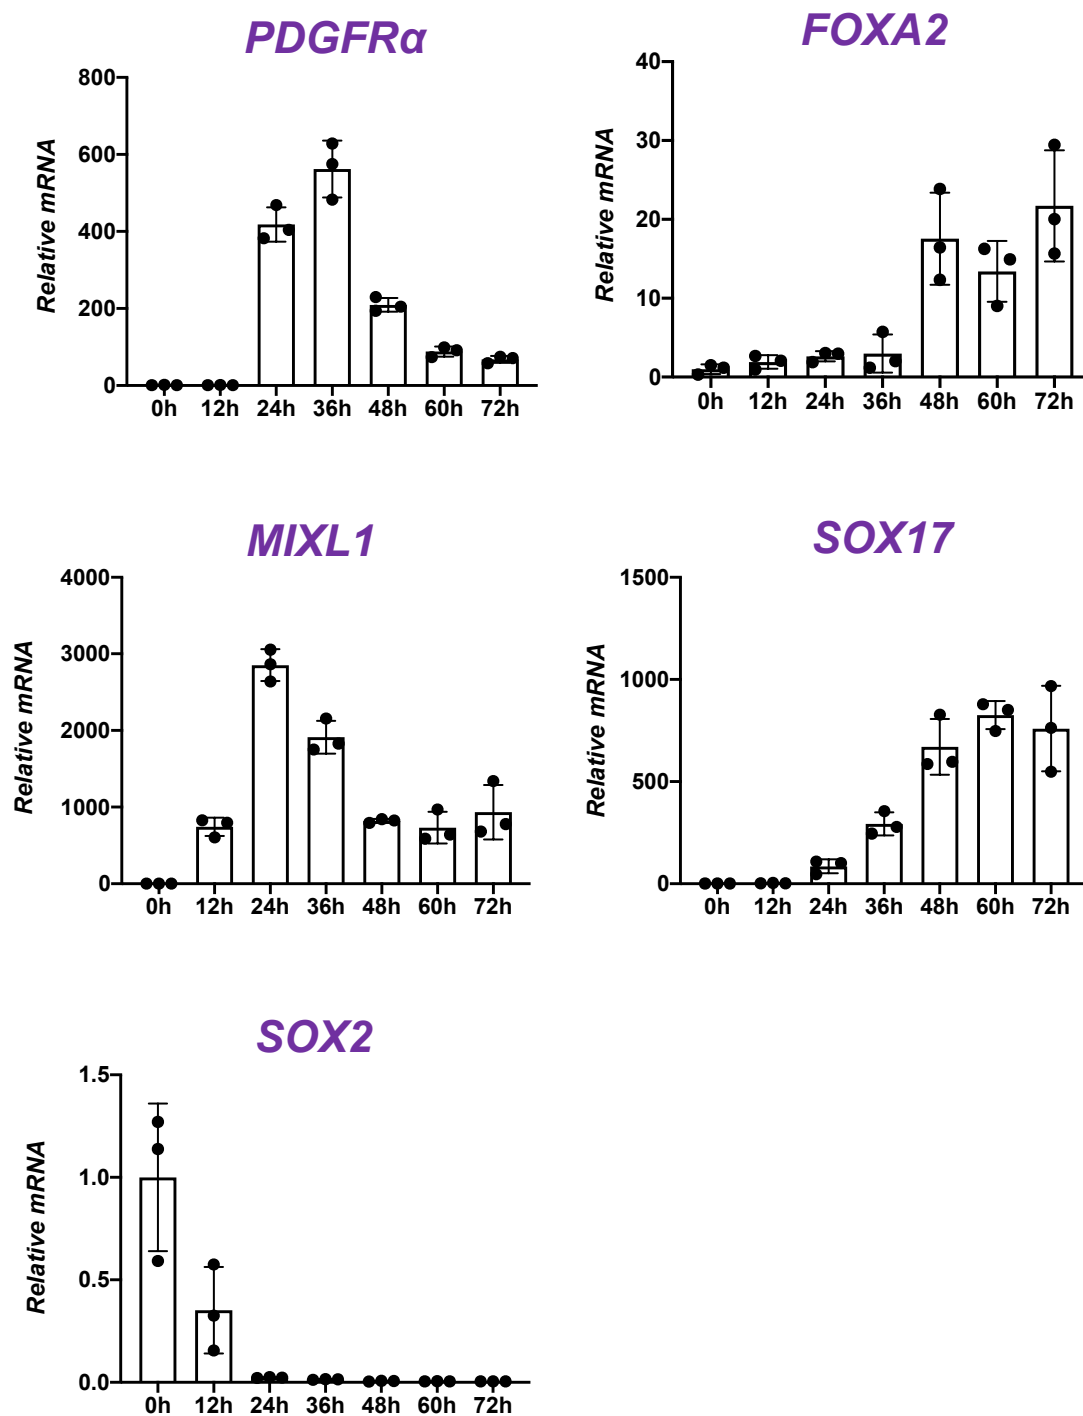 PDGFRα
Relative mRNA
800
600
400
200
0
0h 12h 24h 36h 48h 60h 72h
FOXA2
Relative mRNA
40
30
20
10
0
0h 12h 24h 36h 48h 60h 72h
MIXL1
Relative mRNA
4000
3000
2000
1000
0
0h 12h 24h 36h 48h 60h 72h
SOX17
Relative mRNA
1500
1000
500
0
0h 12h 24h 36h 48h 60h 72h
SOX2
Relative mRNA
1.5
1.0
0.5
0.0
0h 12h 24h 36h 48h 60h 72h